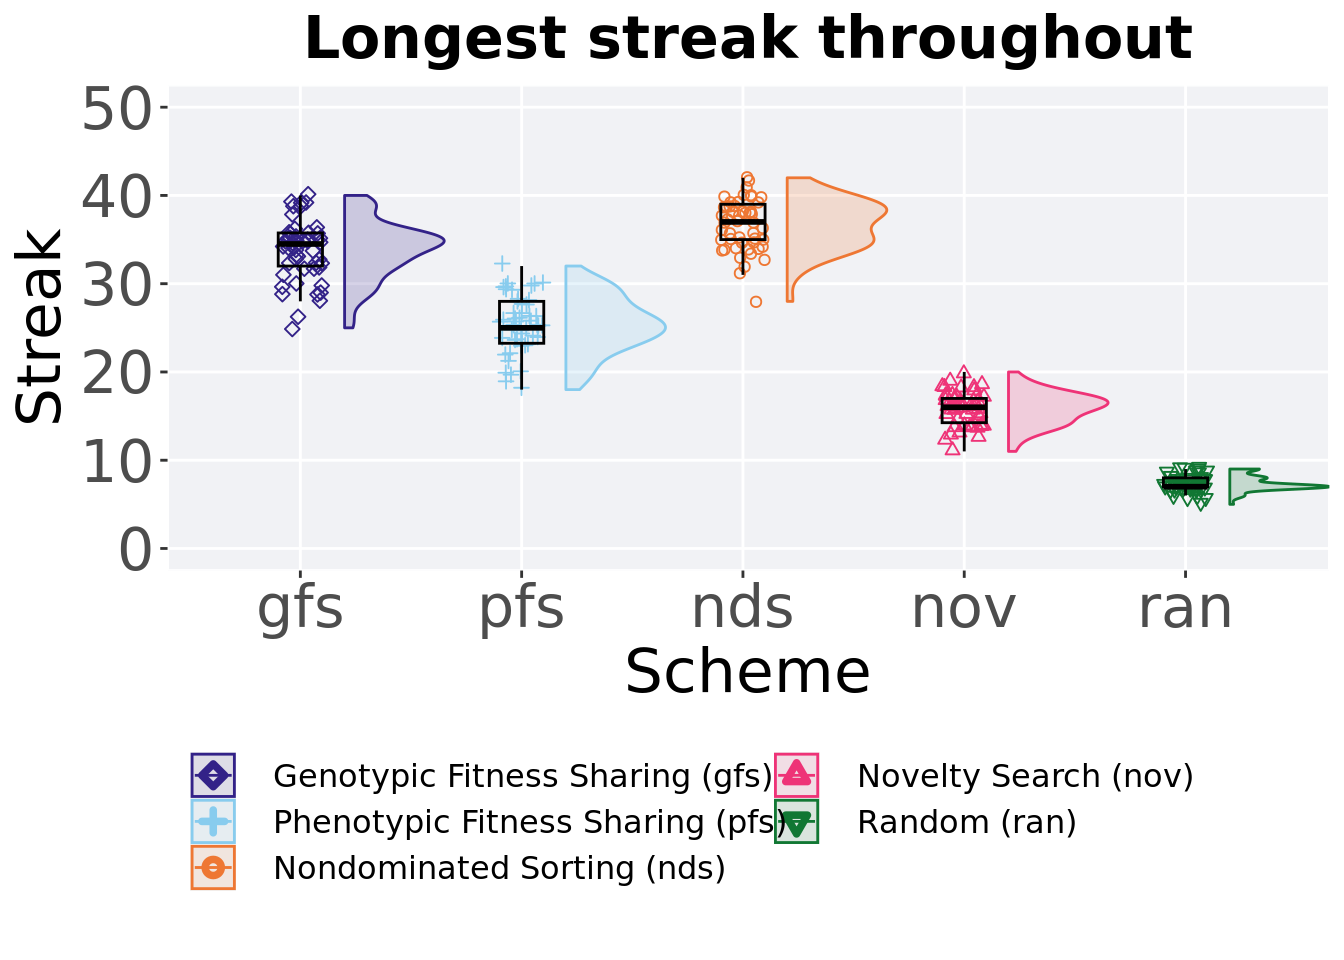 Longest streak throughout
50
40
30
20
10
0
Streak
gfs pfs nds nov ran
Scheme
Genotypic Fitness Sharing (gfs) Novelty Search (nov)
Phenotypic Fitness Sharing (pfs) Random (ran)
Nondominated Sorting (nds)